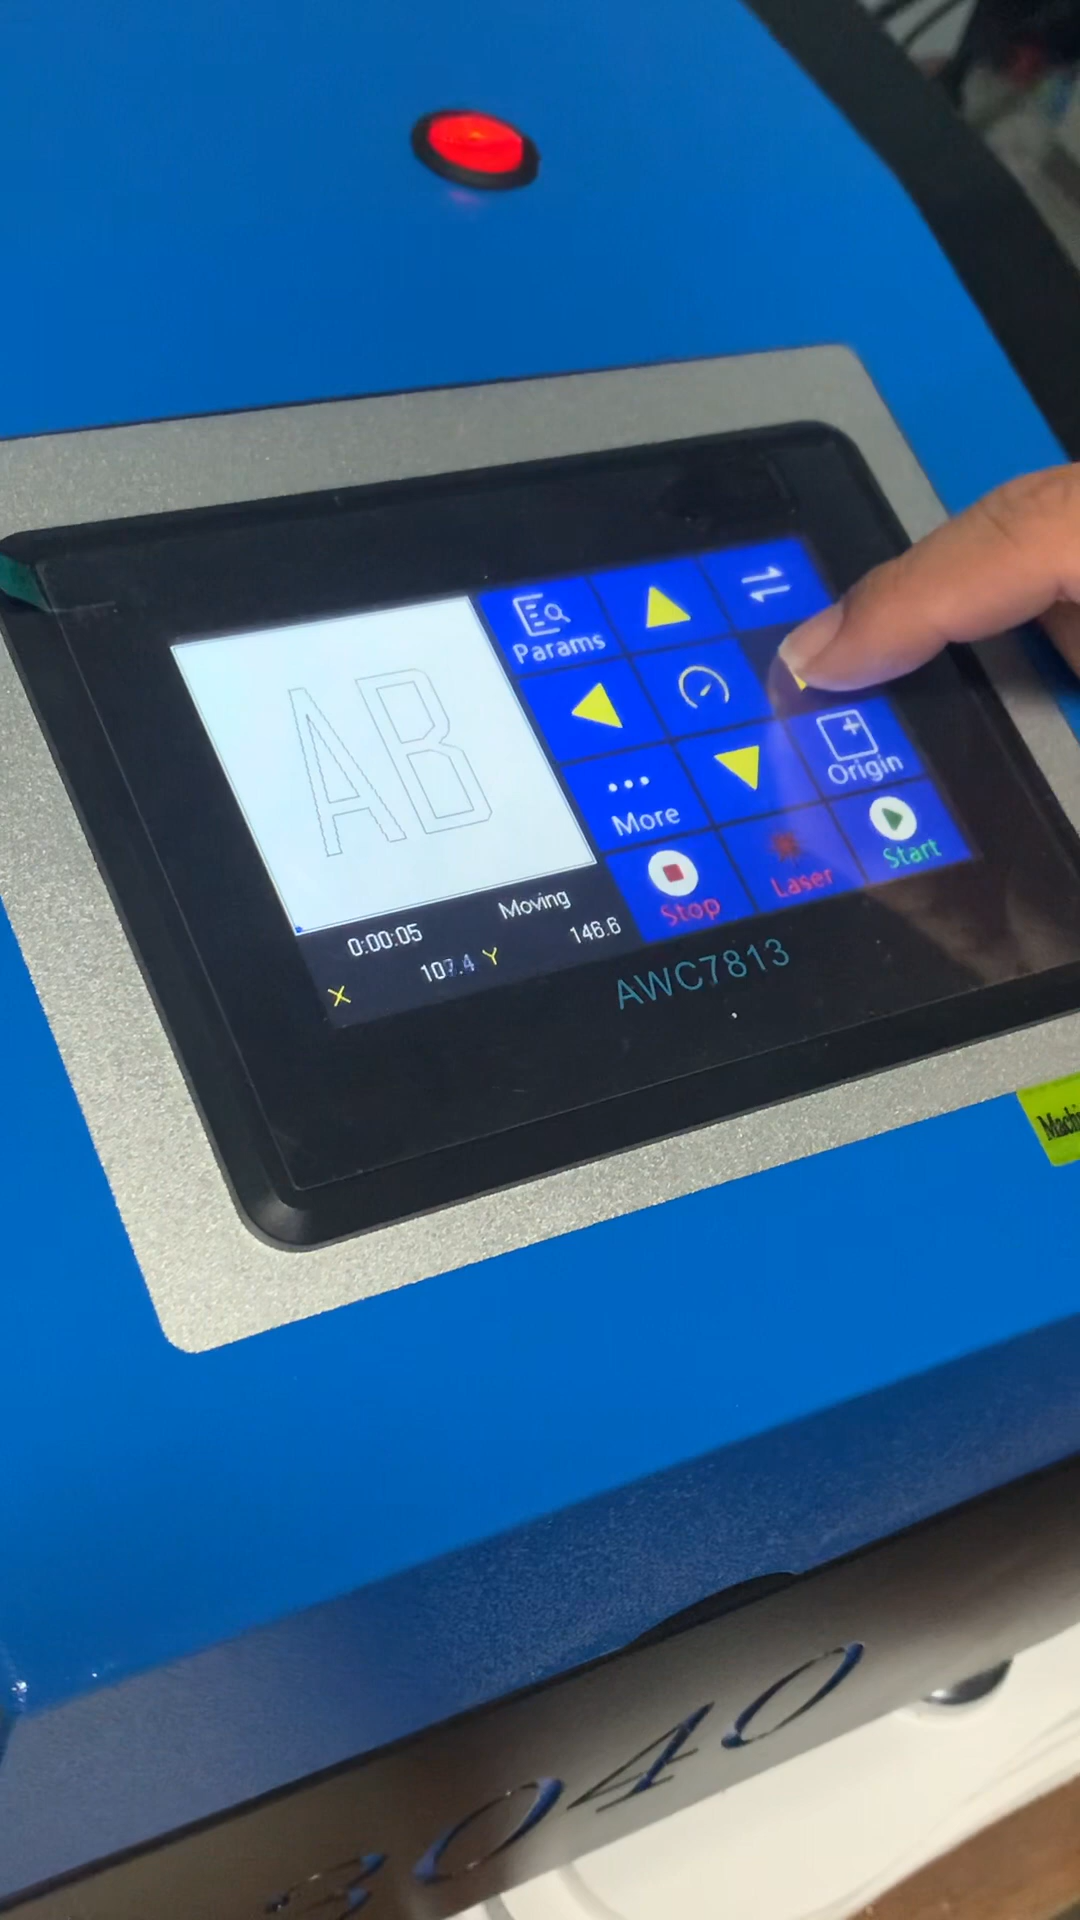 Params
AB
More
Origin
Stop
Laser
Start
Moving
0:00:05
X 107.4 Y 146.6
AWC7813
3040